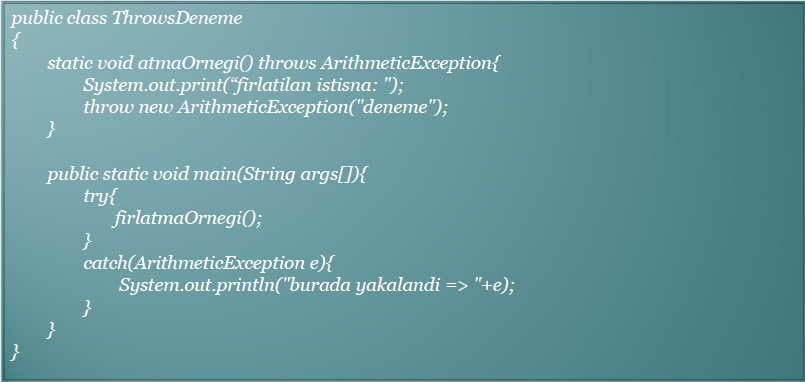 public class ThrowsDeneme
{
static void atmaOrnegi() throws ArithmeticException{
System.out.print(“firlatilan istisna: ");
throw new ArithmeticException("deneme");
}
public static void main(String args[]){
try{
firlatmaOrnegi();
}
catch(ArithmeticException e){
System.out.println("burada yakalandi => "+e);
}
}
}